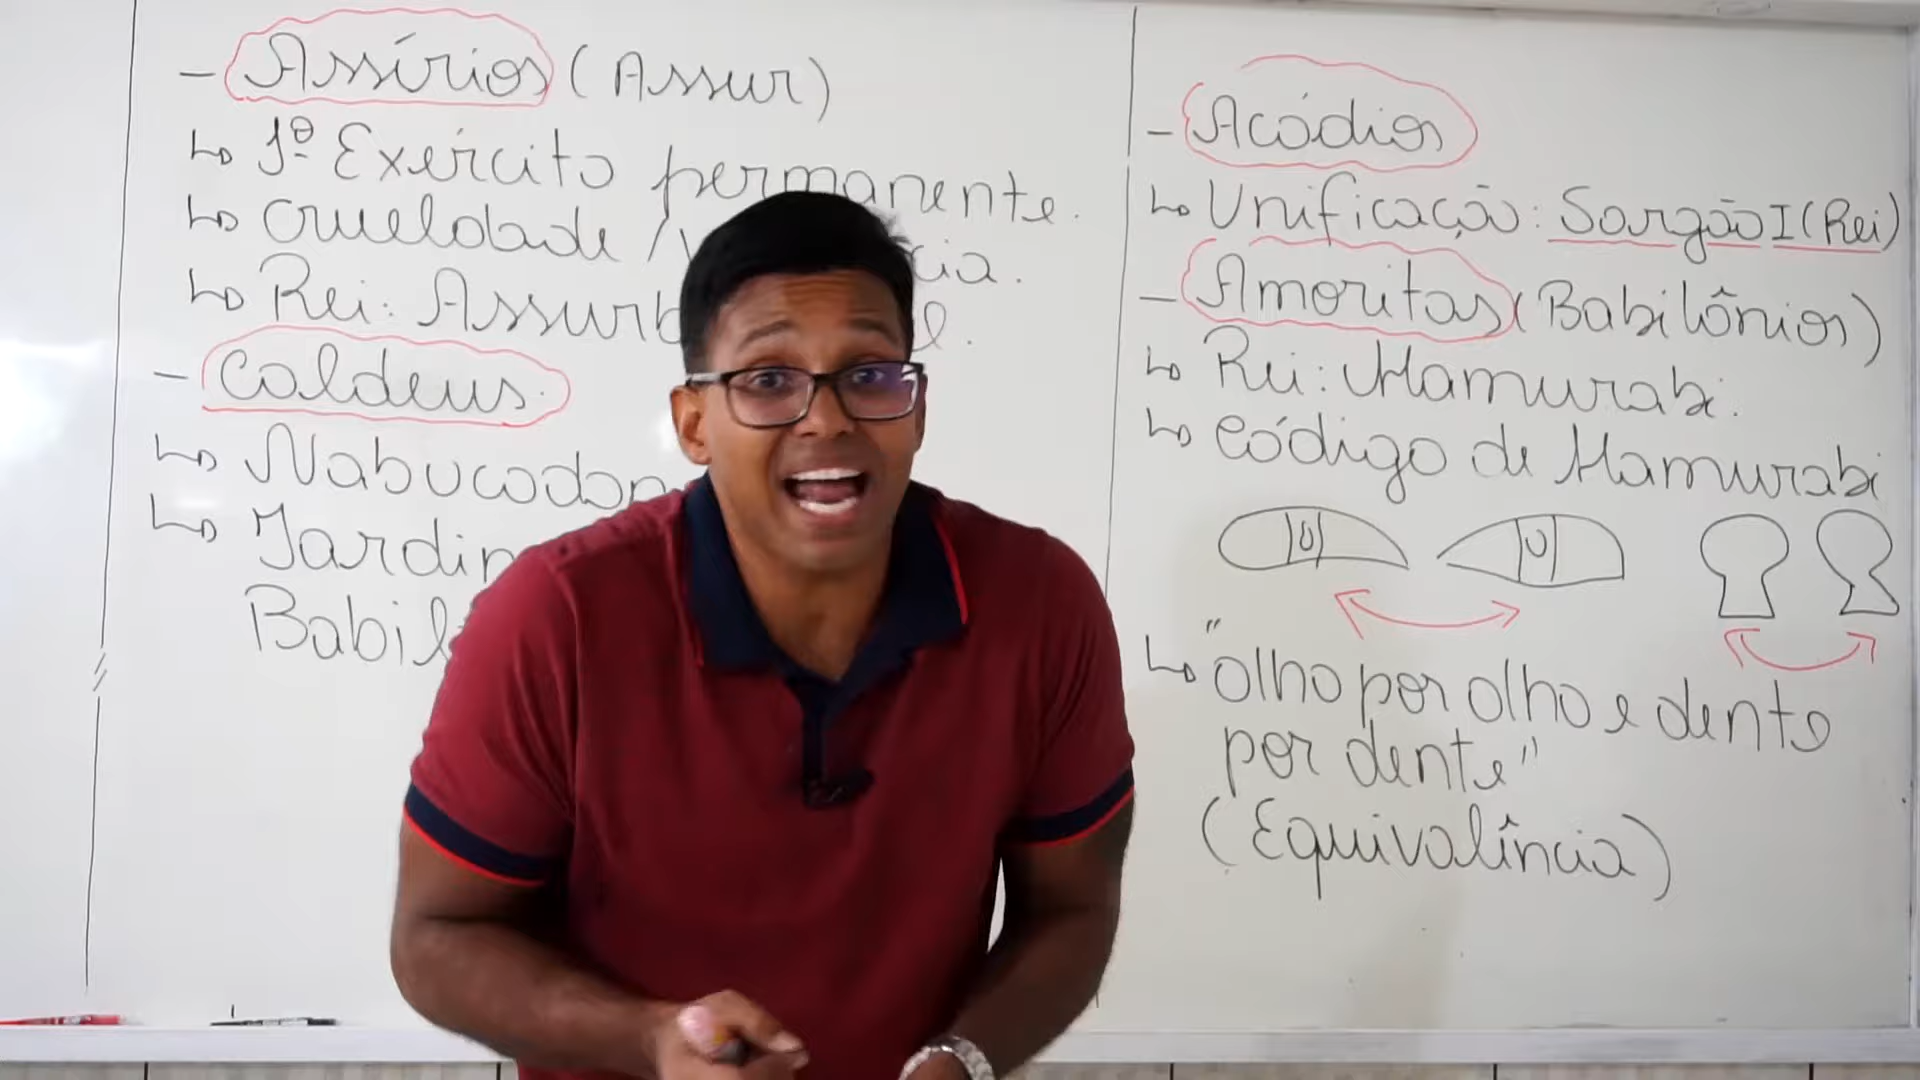 - Assírios (Assur)
↳ 1º Exército permanente.
↳ crueldade /
↳ Rei: Assurb
- Caldeus.
↳ Nabucodon
↳ Jardin
Babil
- Acádios
↳ Unificação: Sargão I (Rei)
- Amoritas (Babilônios)
↳ Rei: Hamurabi.
↳ Código de Hamurabi
↳ "olho por olho e dente
por dente"
(Equivalência)